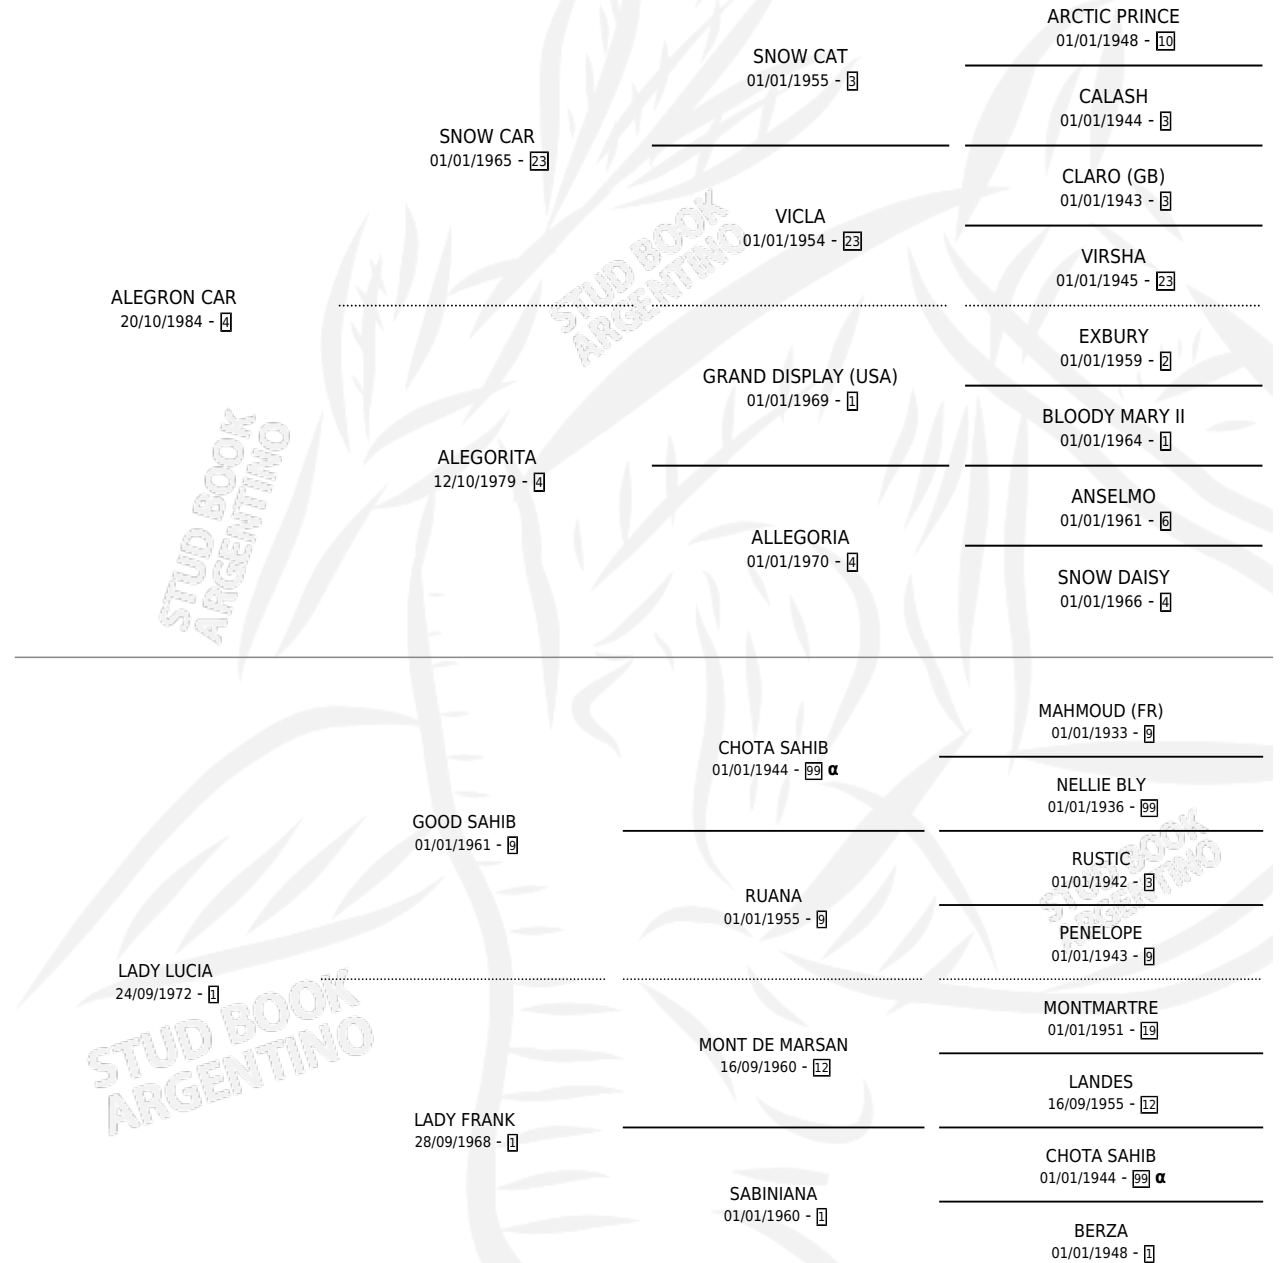 ARCTIC PRINCE
01/01/1948 - 10
SNOW CAT
01/01/1955 - 3
CALASH
01/01/1944 - 3
SNOW CAR
01/01/1965 - 23
CLARO (GB)
01/01/1943 - 3
VICLA
01/01/1954 - 23
VIRSHA
01/01/1945 - 23
ALEGRON CAR
20/10/1984 - 4
EXBURY
01/01/1959 - 2
GRAND DISPLAY (USA)
01/01/1969 - 1
BLOODY MARY II
01/01/1964 - 1
ALEGORITA
12/10/1979 - 4
ANSELMO
01/01/1961 - 6
ALLEGORIA
01/01/1970 - 4
SNOW DAISY
01/01/1966 - 4
STUD BOOK
ARGENTINO
STUD BOOK
ARGENTINO
MAHMOUD (FR)
01/01/1933 - 9
CHOTA SAHIB
01/01/1944 - 99 α
NELLIE BLY
01/01/1936 - 99
GOOD SAHIB
01/01/1961 - 9
RUSTIC
01/01/1942 - 3
RUANA
01/01/1955 - 9
PENELOPE
01/01/1943 - 9
LADY LUCIA
24/09/1972 - 1
MONTMARTRE
01/01/1951 - 19
MONT DE MARSAN
16/09/1960 - 12
LANDES
16/09/1955 - 12
LADY FRANK
28/09/1968 - 1
CHOTA SAHIB
01/01/1944 - 99 α
SABINIANA
01/01/1960 - 1
BERZA
01/01/1948 - 1
STUD BOOK
ARGENTINO
STUD BOOK
ARGENTINO